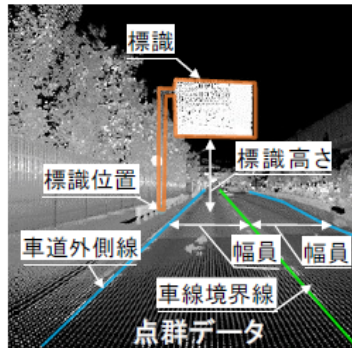 標識
標識高さ
標識位置
車道外側線
幅員
幅員
車線境界線
点群データ